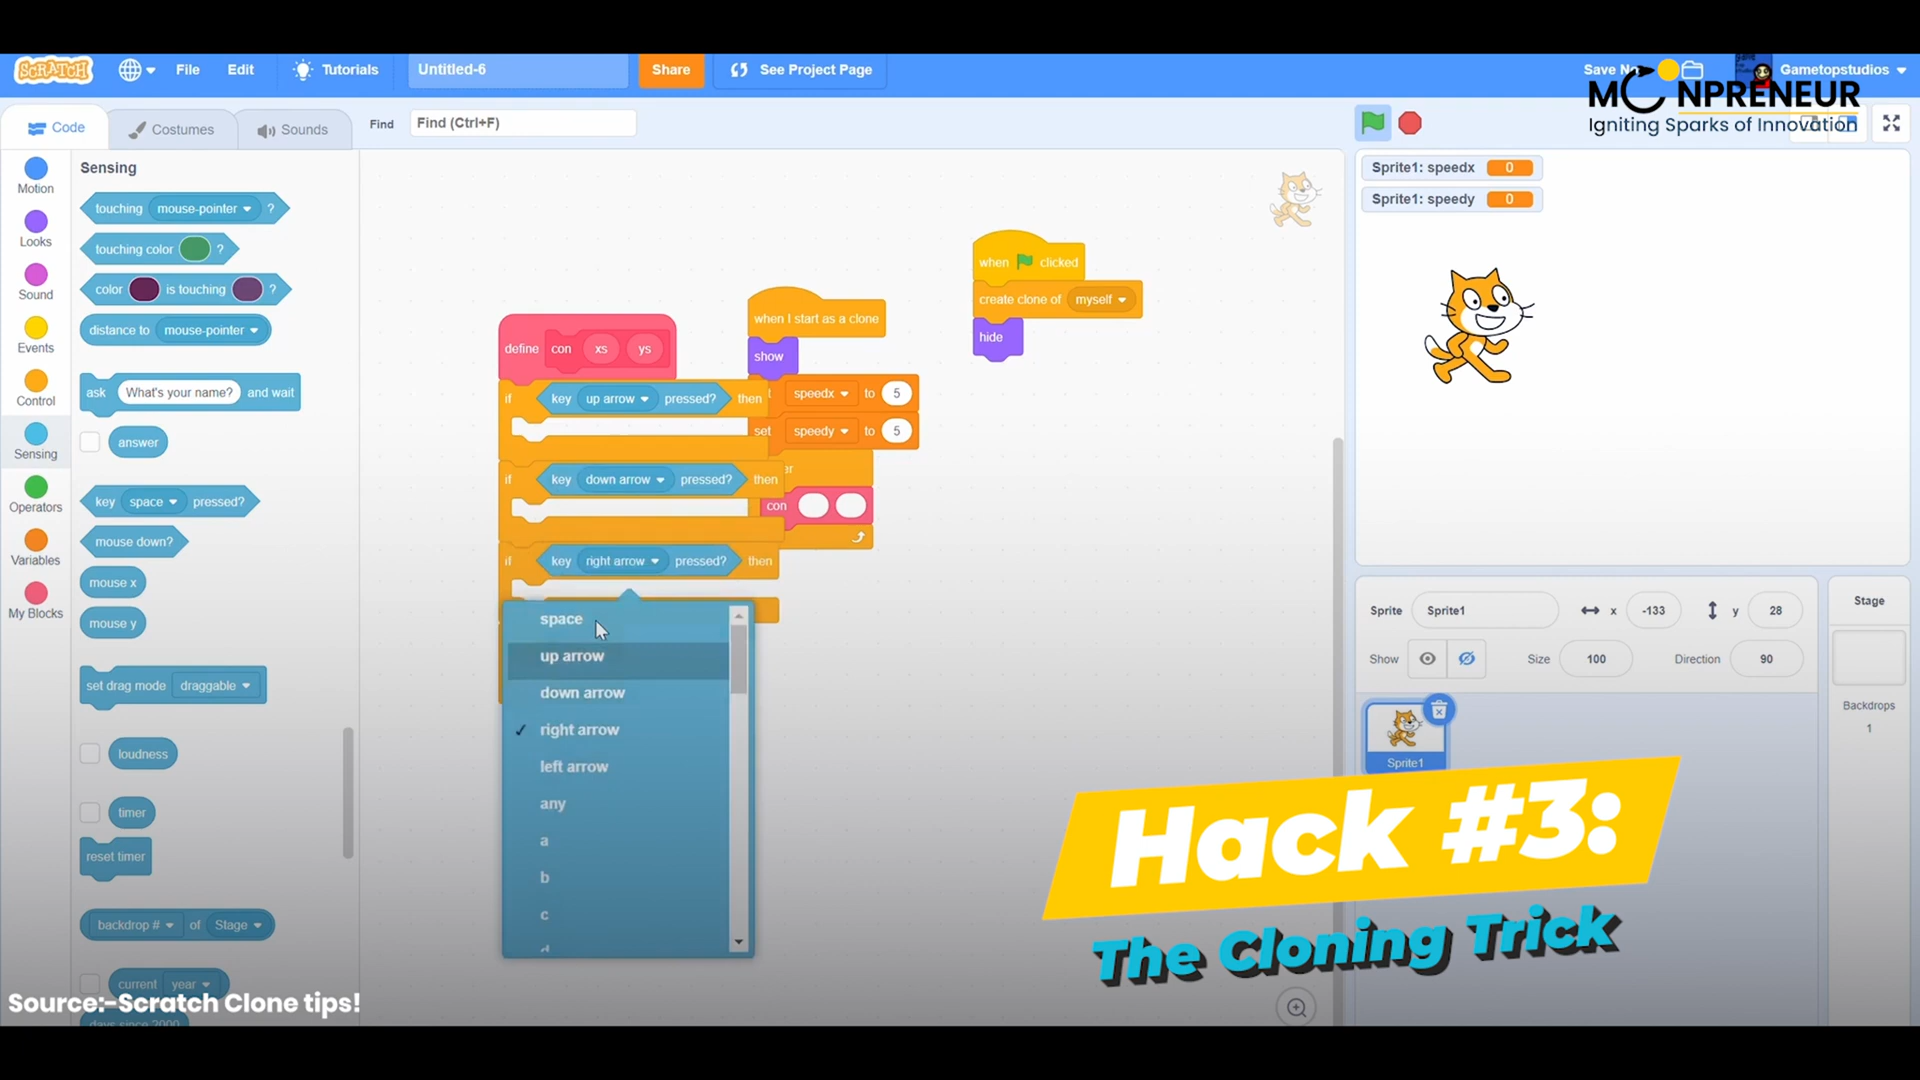 SCRATCH
File
Edit
Tutorials
Untitled-6
Share
See Project Page
Save No
Gametopstudios
MOONPRENEUR
Igniting Sparks of Innovation
Code
Costumes
Sounds
Find
Find (Ctrl+F)
Motion
Looks
Sound
Events
Control
Sensing
Operators
Variables
My Blocks
Sensing
touching mouse-pointer ?
touching color ?
color is touching ?
distance to mouse-pointer
ask What's your name? and wait
answer
key space pressed?
mouse down?
mouse x
mouse y
set drag mode draggable
loudness
timer
reset timer
backdrop # of Stage
current year
days since 2000
define con xs ys
if key up arrow pressed? then
if key down arrow pressed? then
if key right arrow pressed? then
space
up arrow
down arrow
right arrow
left arrow
any
a
b
c
d
when I start as a clone
show
speedx to 5
set speedy to 5
con
when clicked
create clone of myself
hide
Sprite1: speedx 0
Sprite1: speedy 0
Sprite Sprite1 x -133 y 28
Show Size 100 Direction 90
Sprite1
Stage
Backdrops
1
Hack #3:
The Cloning Trick
Source:-Scratch Clone tips!